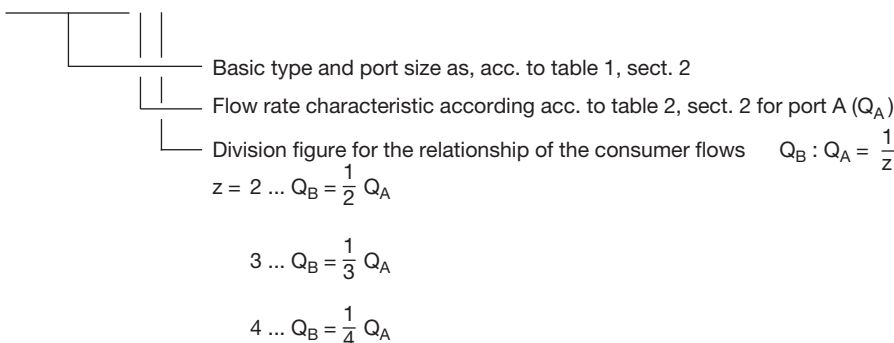 Basic type and port size as, acc. to table 1, sect. 2
Flow rate characteristic according acc. to table 2, sect. 2 for port A (Q_A)
Division figure for the relationship of the consumer flows Q_B : Q_A = 1/z
z = 2 ... Q_B = 1/2 Q_A
3 ... Q_B = 1/3 Q_A
4 ... Q_B = 1/4 Q_A